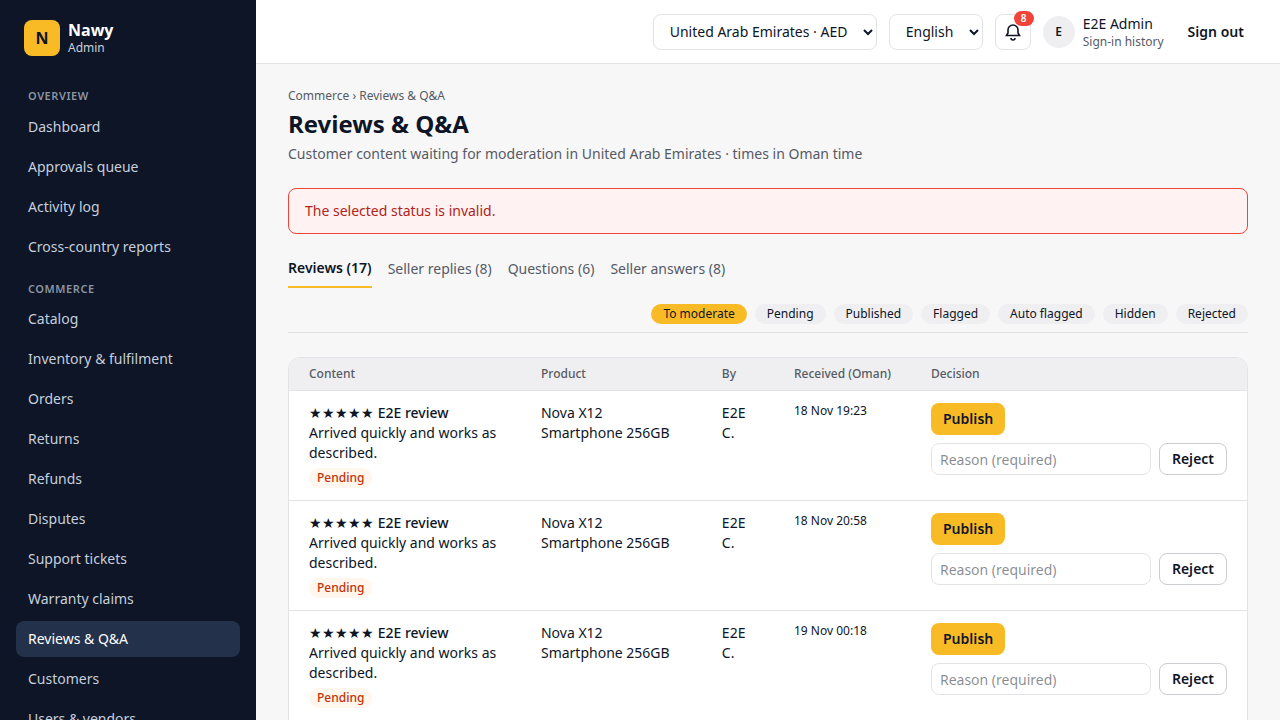 N
Nawy
Admin
OVERVIEW
Dashboard
Approvals queue
Activity log
Cross-country reports
COMMERCE
Catalog
Inventory & fulfilment
Orders
Returns
Refunds
Disputes
Support tickets
Warranty claims
Reviews & Q&A
Customers
Users & vendors
United Arab Emirates · AED
English
8
E
E2E Admin
Sign-in history
Sign out
Commerce › Reviews & Q&A
Reviews & Q&A
Customer content waiting for moderation in United Arab Emirates · times in Oman time
The selected status is invalid.
Reviews (17) Seller replies (8) Questions (6) Seller answers (8)
To moderate Pending Published Flagged Auto flagged Hidden Rejected
Content Product By Received (Oman) Decision
★★★★★ E2E review
Arrived quickly and works as
described.
Pending
Nova X12
Smartphone 256GB
E2E
C.
18 Nov 19:23
Publish
Reason (required) Reject
★★★★★ E2E review
Arrived quickly and works as
described.
Pending
Nova X12
Smartphone 256GB
E2E
C.
18 Nov 20:58
Publish
Reason (required) Reject
★★★★★ E2E review
Arrived quickly and works as
described.
Pending
Nova X12
Smartphone 256GB
E2E
C.
19 Nov 00:18
Publish
Reason (required) Reject